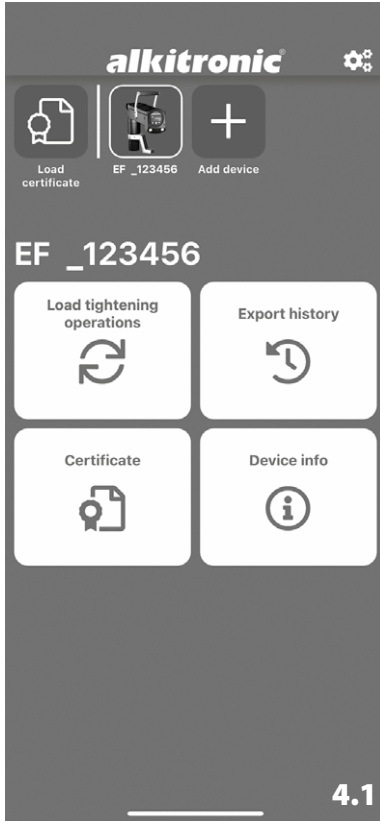 alkitronic®
Load
certificate
EF _123456
Add device
EF _123456
Load tightening
operations
Export history
Certificate
Device info
4.1